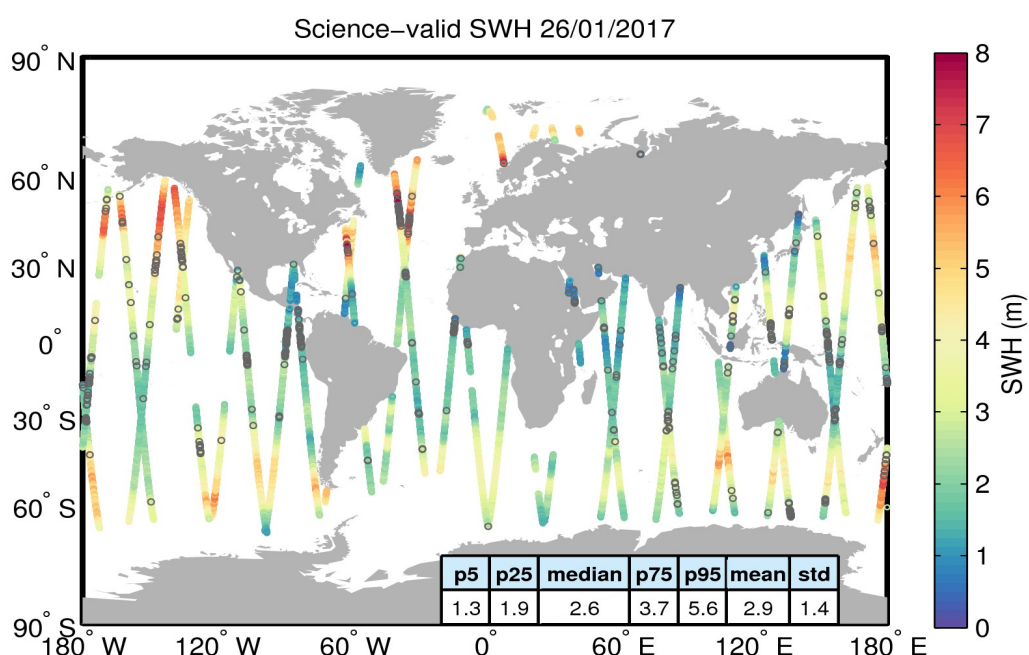 Science−valid SWH 26/01/2017
90° N
60° N
30° N
0°
30° S
60° S
90° S
180° W
120° W
60° W
0°
60° E
120° E
180° E
p5 p25 median p75 p95 mean std
1.3 1.9 2.6 3.7 5.6 2.9 1.4
8
7
6
5
4
3
2
1
0
SWH (m)